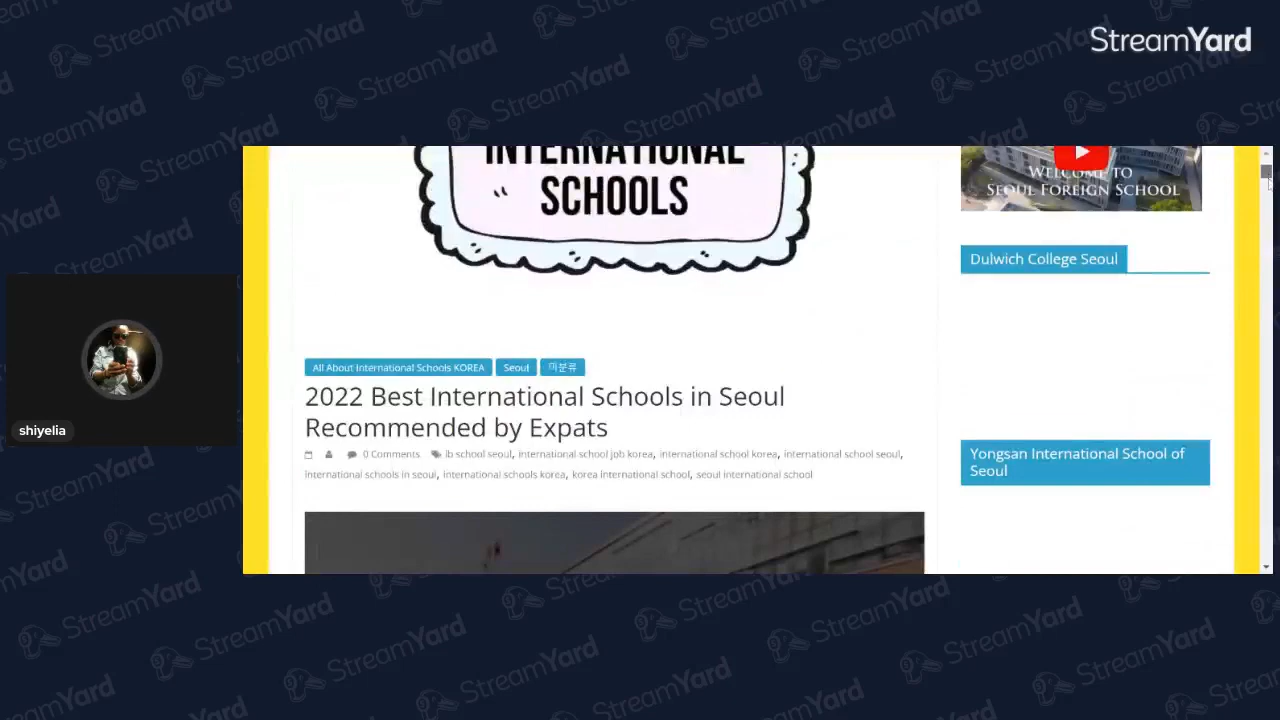 StreamYard
INTERNATIONAL
SCHOOLS
WELCOME TO
SEOUL FOREIGN SCHOOL
Dulwich College Seoul
All About International Schools KOREA
Seoul
미분류
2022 Best International Schools in Seoul
Recommended by Expats
0 Comments ib school seoul, international school jpb korea, international school korea, international school seoul,
international schools in seoul, international schools korea, korea international school, seoul international school
Yongsan International School of
Seoul
shiyelia